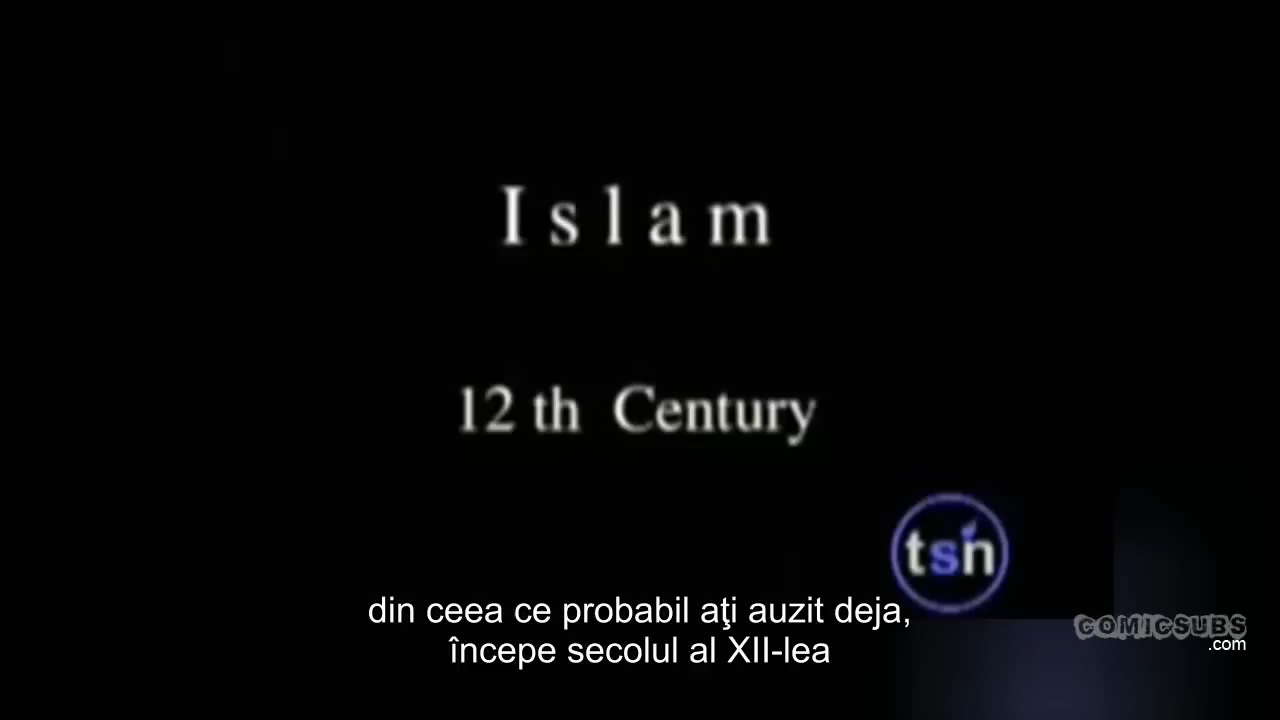 I s l a m
12 th Century
tsn
din ceea ce probabil aţi auzit deja,
începe secolul al XII-lea
COMICSUBS
.com